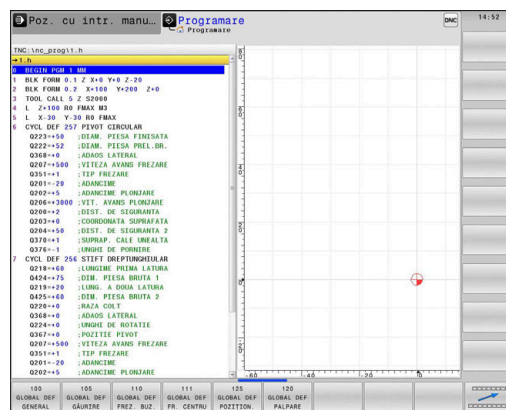 Poz. cu intr. manu…
Programare
Programare
DNC
14:52
TNC:\nc_prog\1.h
→1.h
0 BEGIN PGM 1 MM
1 BLK FORM 0.1 Z X+0 Y+0 Z-20
2 BLK FORM 0.2 X+100 Y+200 Z+0
3 TOOL CALL 5 Z S2000
4 L Z+100 R0 FMAX M3
5 L X-30 Y-30 R0 FMAX
6 CYCL DEF 257 PIVOT CIRCULAR
Q223=+50 ;DIAM. PIESA FINISATA
Q222=+52 ;DIAM. PIESA PREL.BR.
Q368=+0 ;ADAOS LATERAL
Q207=+500 ;VITEZA AVANS FREZARE
Q351=+1 ;TIP FREZARE
Q201=-20 ;ADANCIME
Q202=+5 ;ADANCIME PLONJARE
Q206=+3000 ;VIT. AVANS PLONJARE
Q200=+2 ;DIST. DE SIGURANTA
Q203=+0 ;COORDONATA SUPRAFATA
Q204=+50 ;DIST. DE SIGURANTA 2
Q370=+1 ;SUPRAP. CALE UNEALTA
Q376=-1 ;UNGHI DE PORNIRE
7 CYCL DEF 256 STIFT DREPTUNGHIULAR
Q218=+60 ;LUNGIME PRIMA LATURA
Q424=+75 ;DIM. PIESA BRUTA 1
Q219=+20 ;LUNG. A DOUA LATURA
Q425=+60 ;DIM. PIESA BRUTA 2
Q220=+0 ;RAZA COLT
Q368=+0 ;ADAOS LATERAL
Q224=+0 ;UNGHI DE ROTATIE
Q367=+0 ;POZITIE PIVOT
Q207=+500 ;VITEZA AVANS FREZARE
Q351=+1 ;TIP FREZARE
Q201=-20 ;ADANCIME
Q202=+5 ;ADANCIME PLONJARE
-60 -40 -20 0
100 GLOBAL DEF GENERAL
105 GLOBAL DEF GĂURIRE
110 GLOBAL DEF FREZ. BUZ.
111 GLOBAL DEF FR. CENTRU
125 GLOBAL DEF POZIŢION.
120 GLOBAL DEF PALPARE